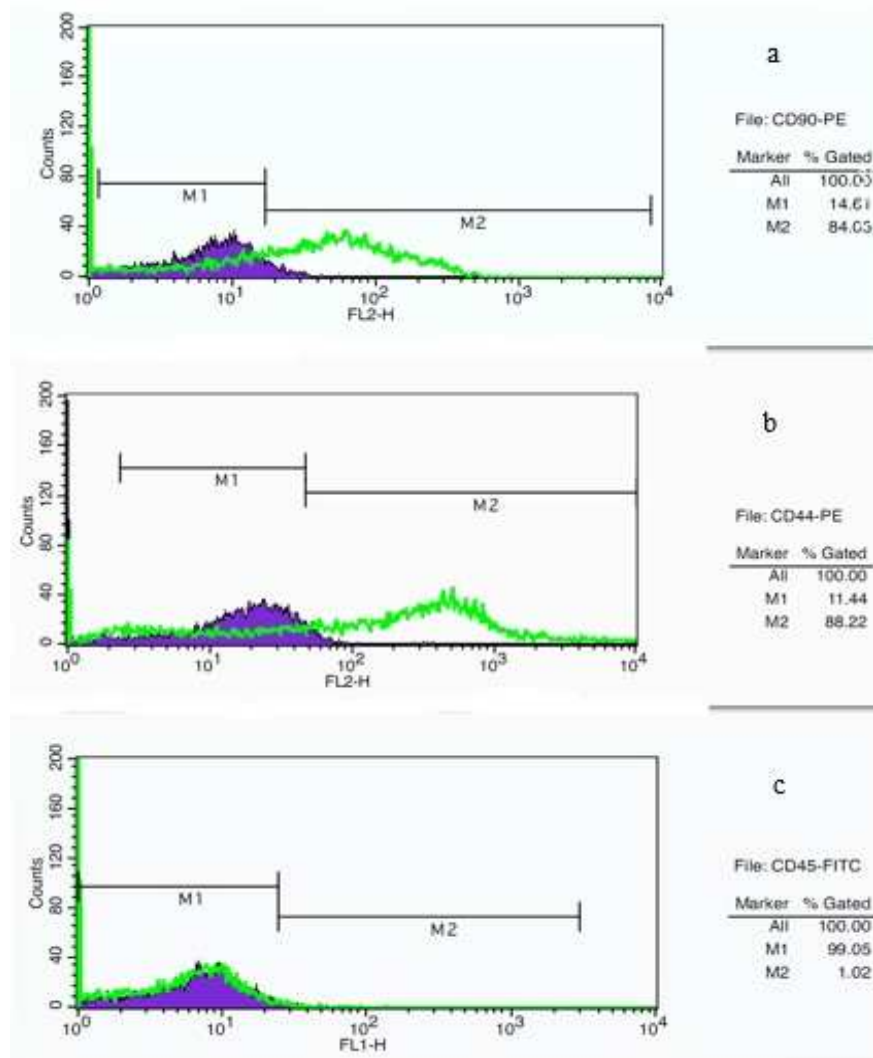 a
200
160
120
80
40
0
Counts
M1
M2
10^0 10^1 10^2 10^3 10^4
FL2-H
File: CD90-PE
Marker % Gated
All 100.00
M1 14.61
M2
b
200
160
120
80
40
0
Counts
M1
M2
10^0 10^1 10^2 10^3 10^4
FL2-H
File: CD44-PE
Marker % Gated
All 100.00
M1 11.44
M2 88.22
c
200
160
120
80
40
0
Counts
M1
M2
10^0 10^1 10^2 10^3 10^4
FL1-H
File: CD45-FITC
Marker % Gated
All 100.00
M1 99.05
M2 1.02